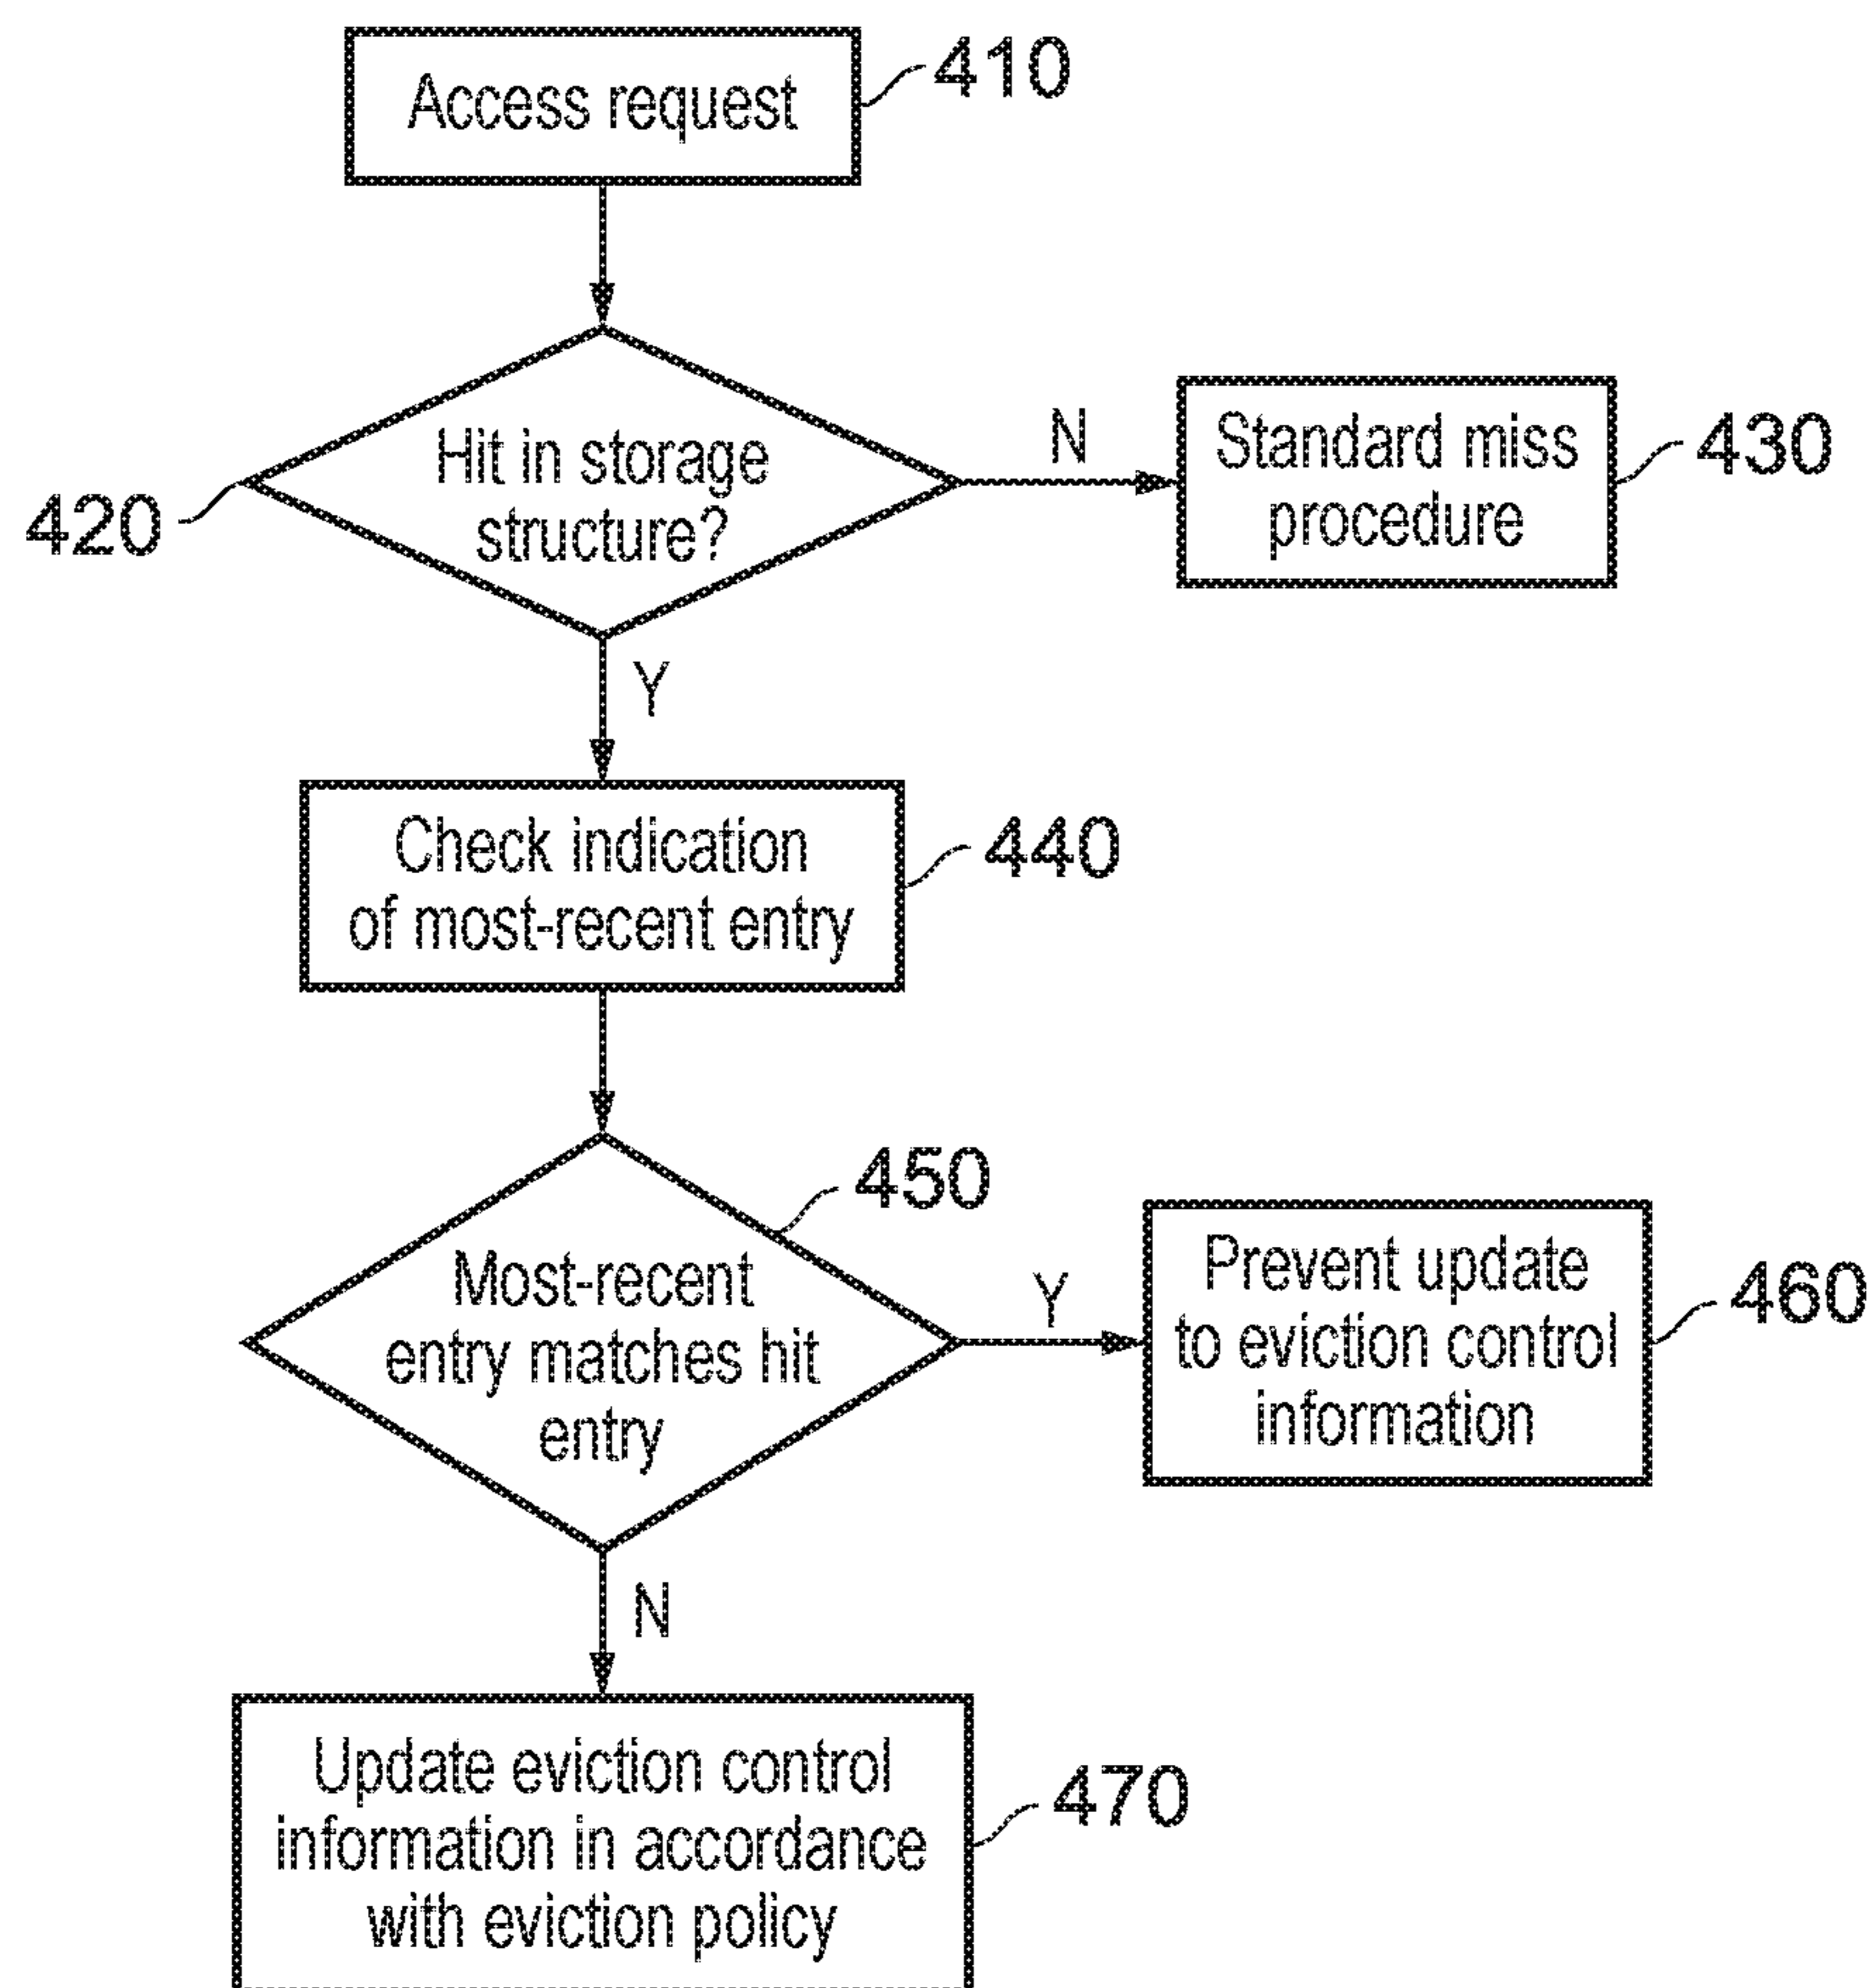 Access request
410
Hit in storage
structure?
420
N
Standard miss
procedure
430
Y
Check indication
of most-recent entry
440
450
Most-recent
entry matches hit
entry
Y
Prevent update
to eviction control
information
460
N
Update eviction control
information in accordance
with eviction policy
470